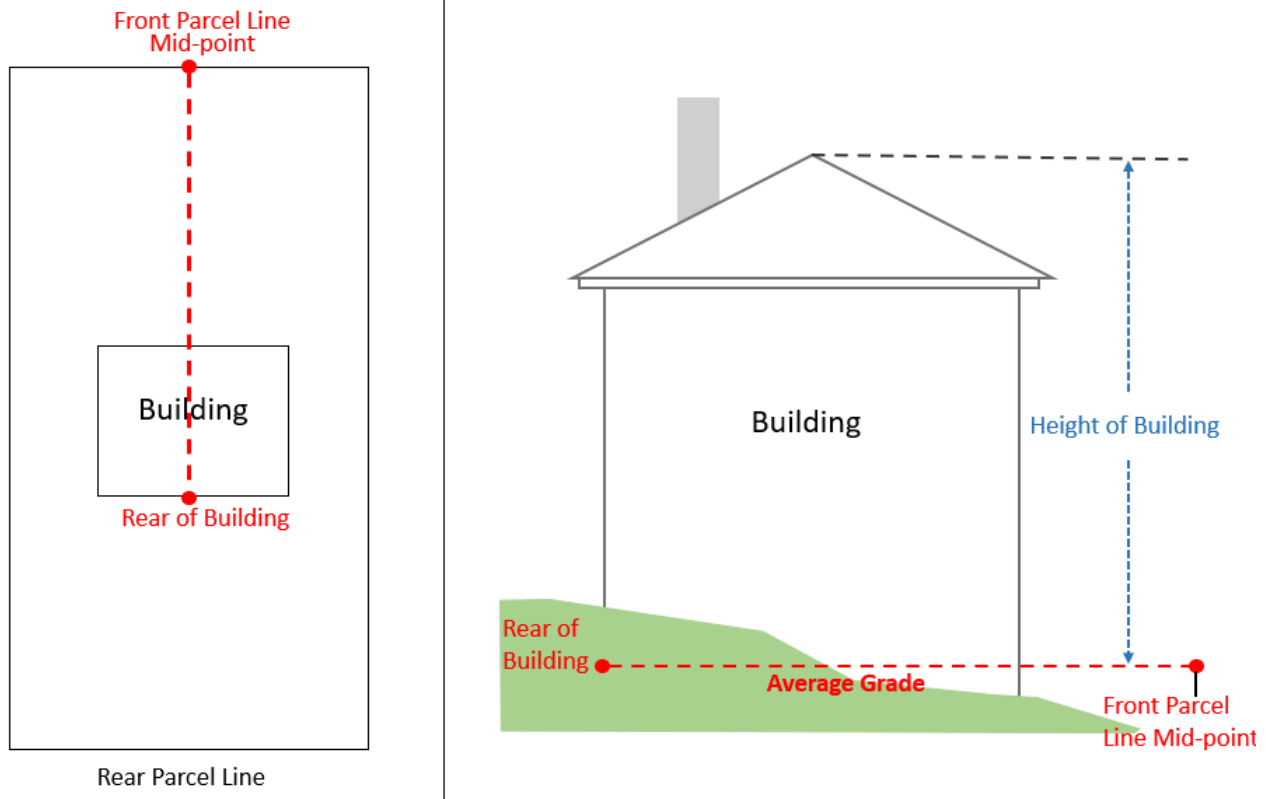 Front Parcel Line
Mid-point
Building
Rear of Building
Rear Parcel Line
Building
Height of Building
Rear of
Building
Average Grade
Front Parcel
Line Mid-point